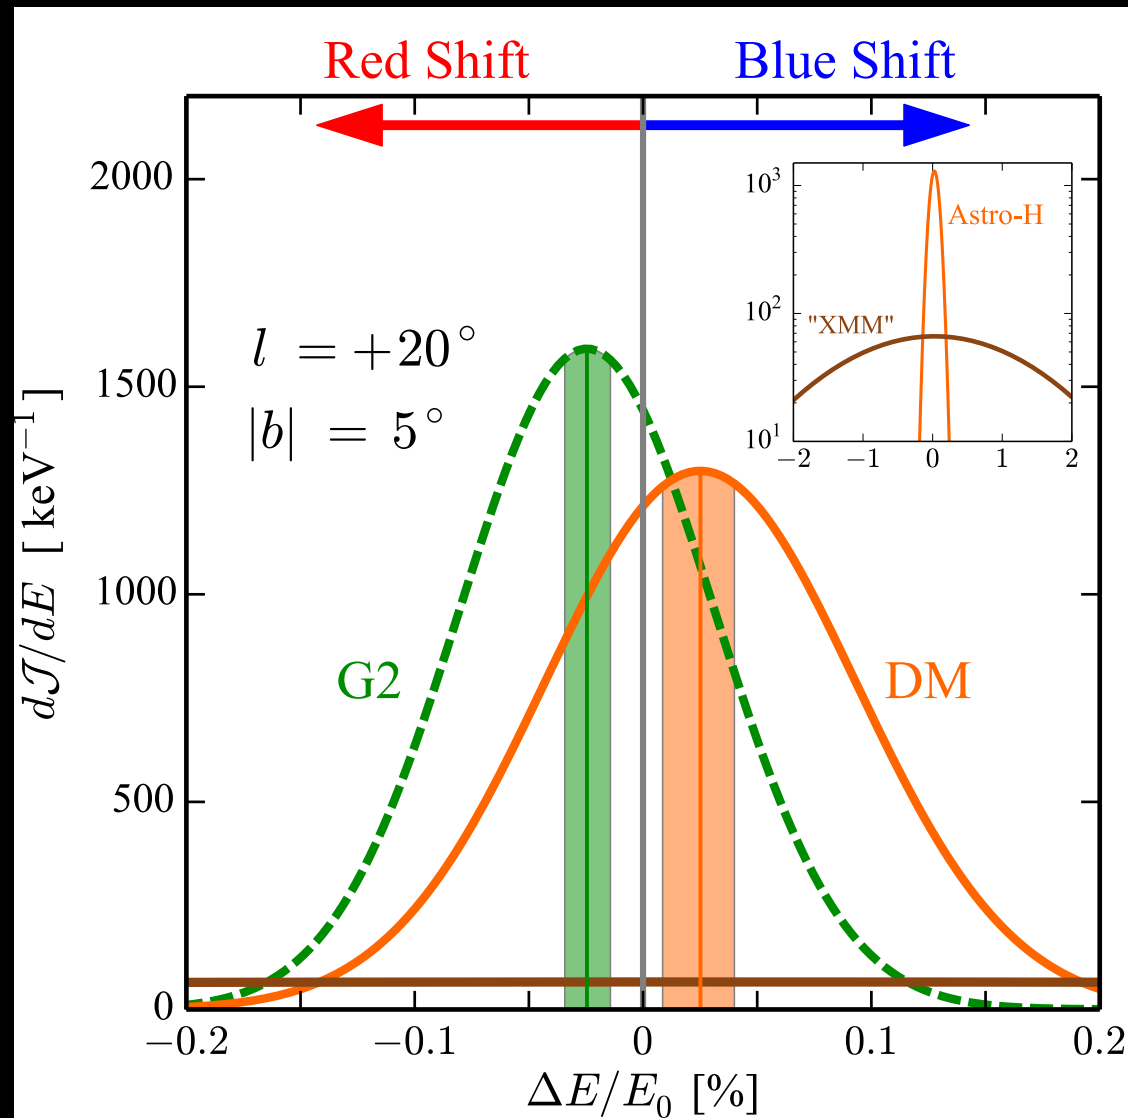 Red Shift Blue Shift
2000
1500
1000
500
0
−0.2 −0.1 0 0.1 0.2
ΔE/E₀ [%]
d𝒥/dE [keV⁻¹]
l = +20°
|b| = 5°
G2
DM
10³
10²
10¹
−2 −1 0 1 2
Astro-H
"XMM"